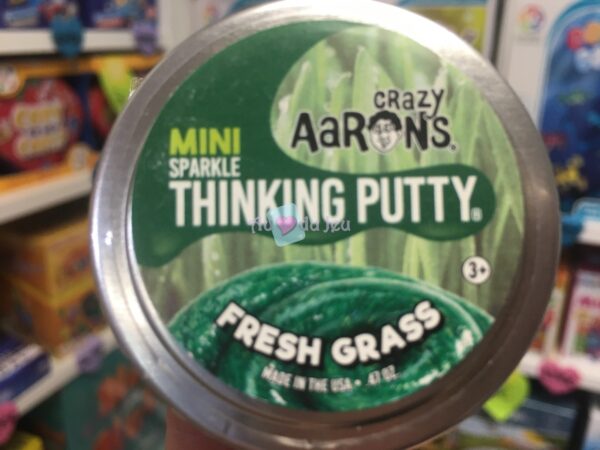 CRAZY
AARONS®
MINI
SPARKLE
THINKING PUTTY®
3+
FRESH GRASS
MADE IN THE USA • .47 OZ.